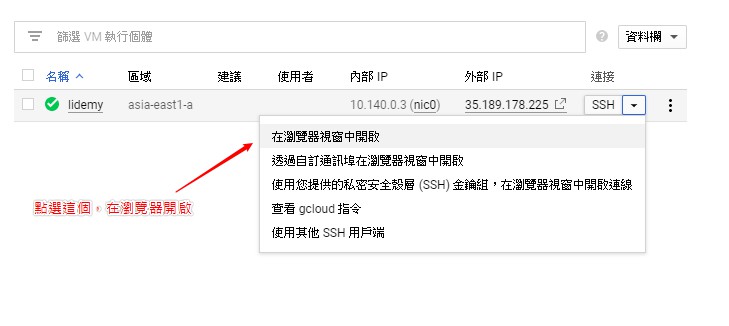 篩選 VM 執行個體
資料欄
名稱 區域 建議 使用者 內部 IP 外部 IP 連接
lidemy asia-east1-a 10.140.0.3 (nic0) 35.189.178.225 SSH
在瀏覽器視窗中開啟
透過自訂通訊埠在瀏覽器視窗中開啟
使用您提供的私密安全殼層 (SSH) 金鑰組，在瀏覽器視窗中開啟連線
點選這個，在瀏覽器開啟
查看 gcloud 指令
使用其他 SSH 用戶端